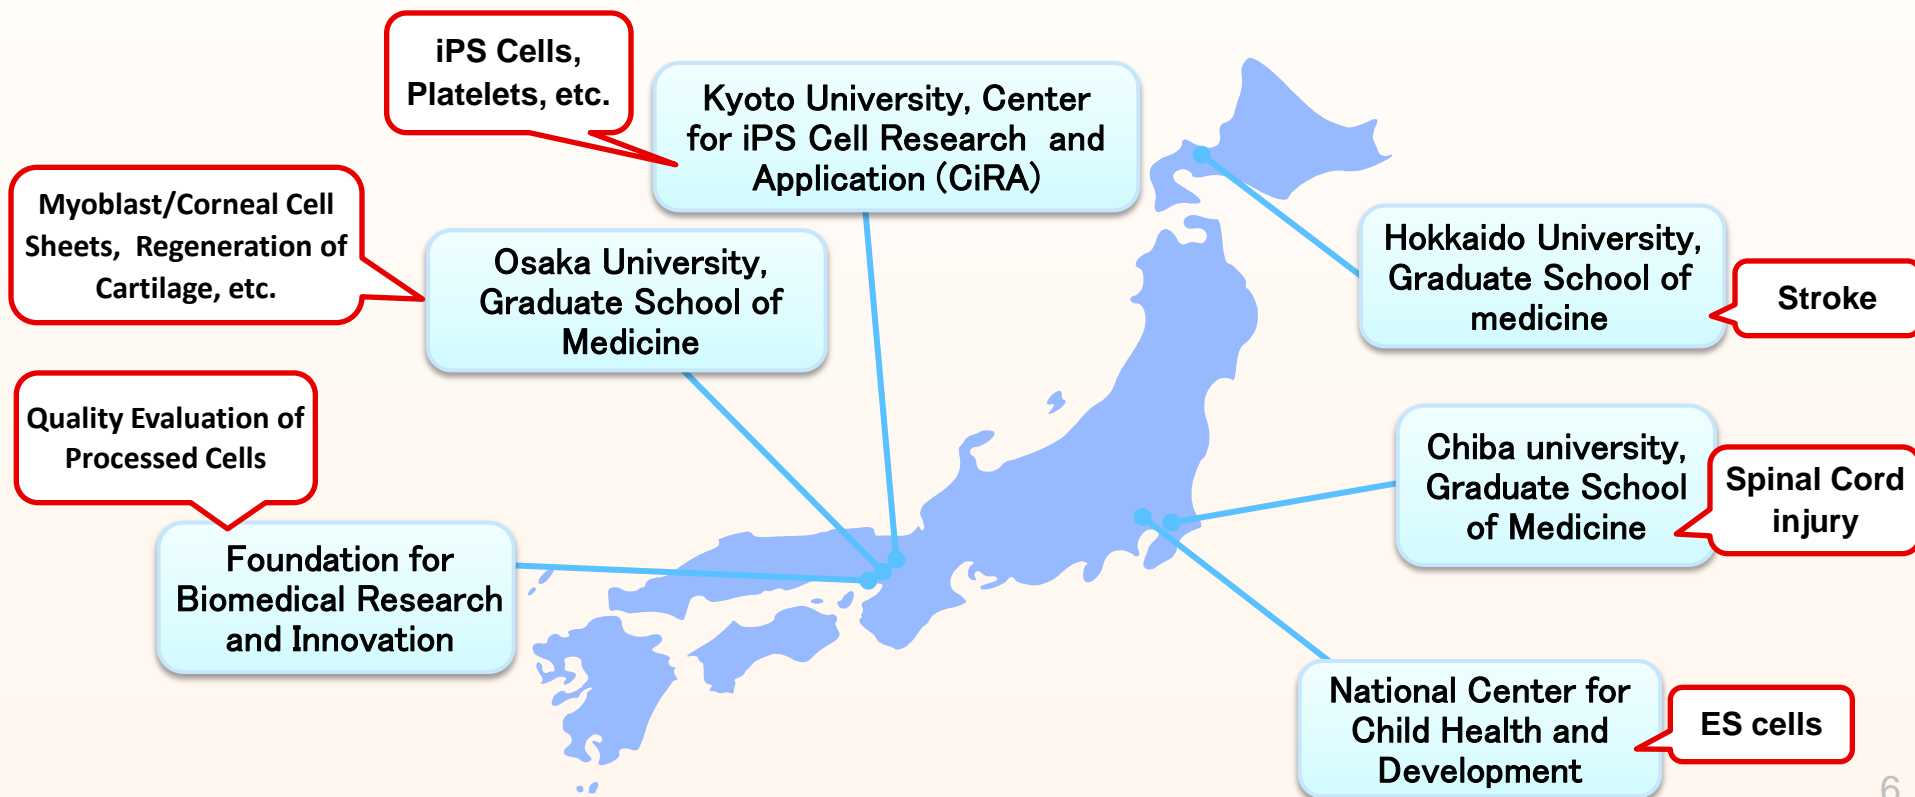 iPS Cells,
Platelets, etc.
Kyoto University, Center
for iPS Cell Research and
Application (CiRA)
Myoblast/Corneal Cell
Sheets, Regeneration of
Cartilage, etc.
Osaka University,
Graduate School of
Medicine
Hokkaido University,
Graduate School of
medicine
Stroke
Quality Evaluation of
Processed Cells
Foundation for
Biomedical Research
and Innovation
Chiba university,
Graduate School
of Medicine
Spinal Cord
injury
National Center for
Child Health and
Development
ES cells
6